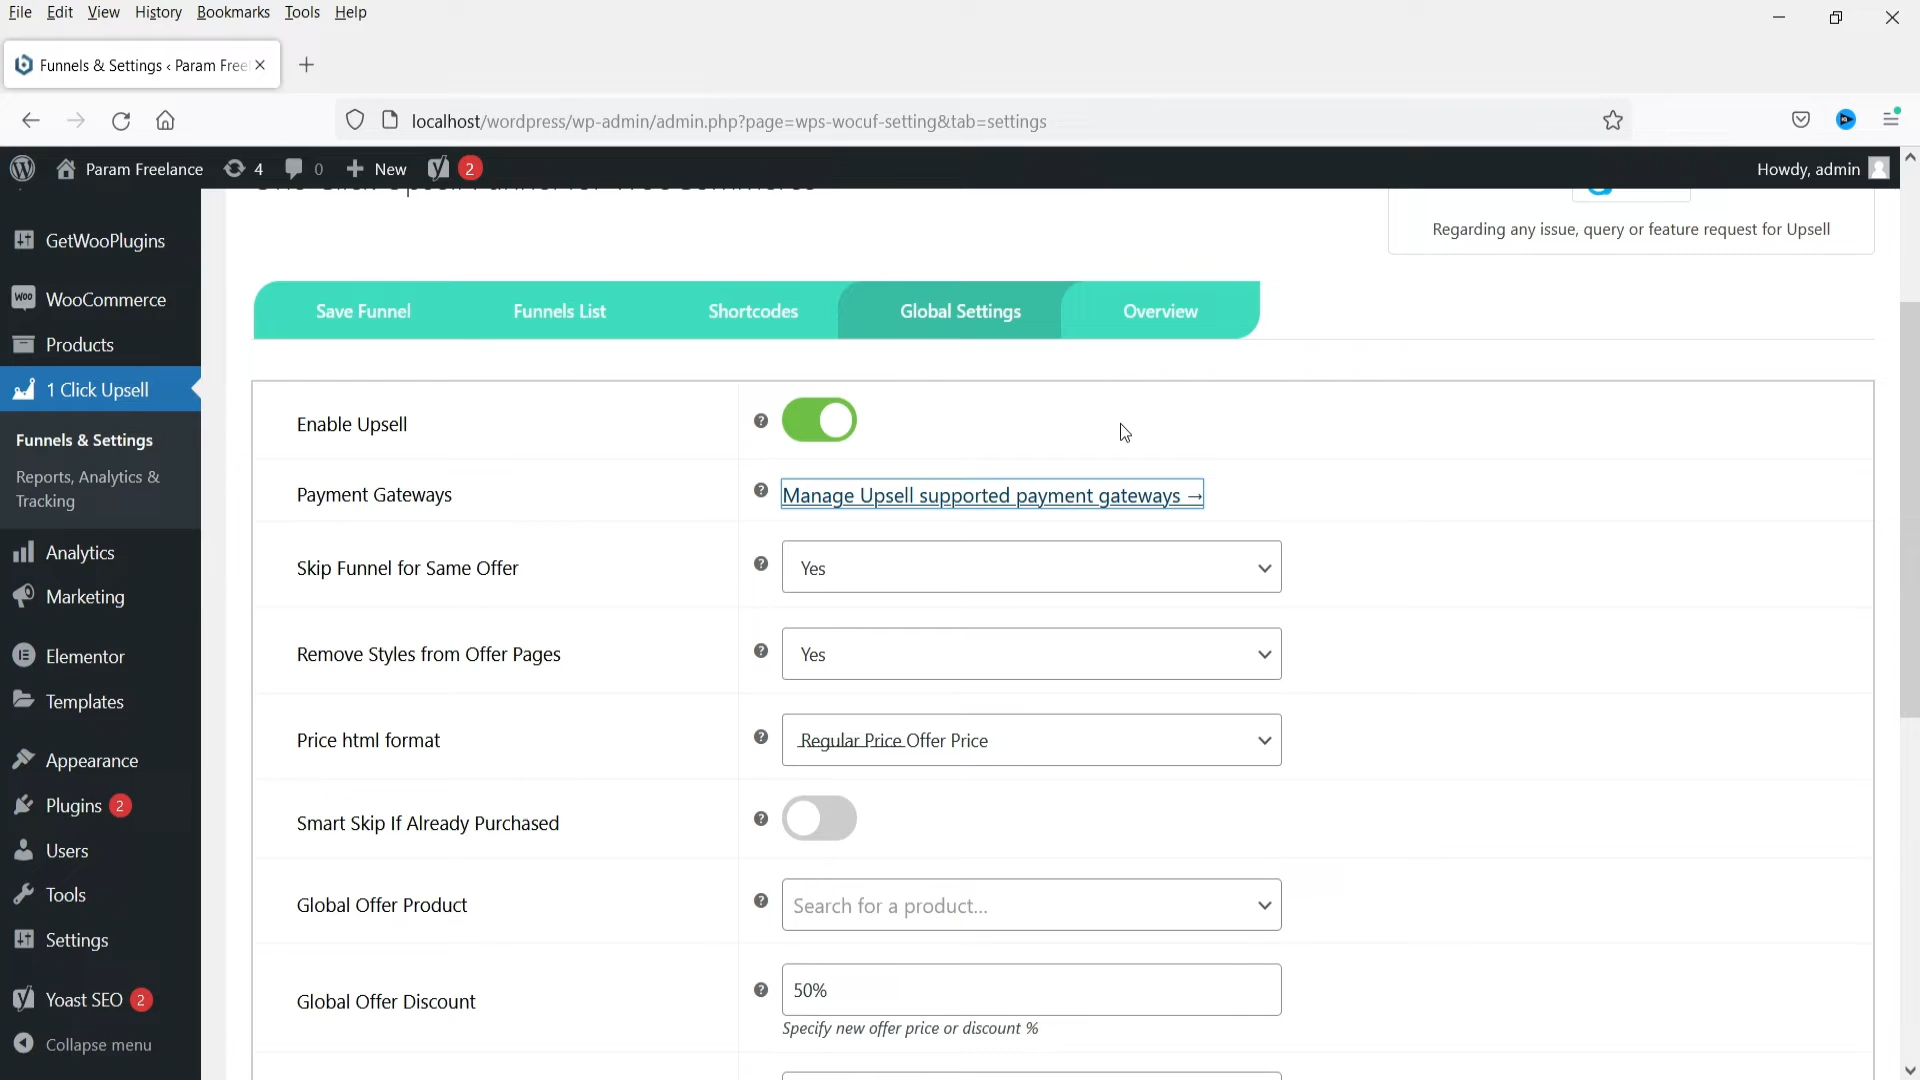 File Edit View History Bookmarks Tools Help
Funnels & Settings ‹ Param Free
localhost/wordpress/wp-admin/admin.php?page=wps-wocuf-setting&tab=settings
Param Freelance 4 0 New 2 Howdy, admin
Regarding any issue, query or feature request for Upsell
GetWooPlugins
WooCommerce
Products
1 Click Upsell
Funnels & Settings
Reports, Analytics &
Tracking
Analytics
Marketing
Elementor
Templates
Appearance
Plugins 2
Users
Tools
Settings
Yoast SEO 2
Collapse menu
Save Funnel Funnels List Shortcodes Global Settings Overview
Enable Upsell
Payment Gateways Manage Upsell supported payment gateways →
Skip Funnel for Same Offer Yes
Remove Styles from Offer Pages Yes
Price html format Regular Price Offer Price
Smart Skip If Already Purchased
Global Offer Product Search for a product...
Global Offer Discount 50%
Specify new offer price or discount %